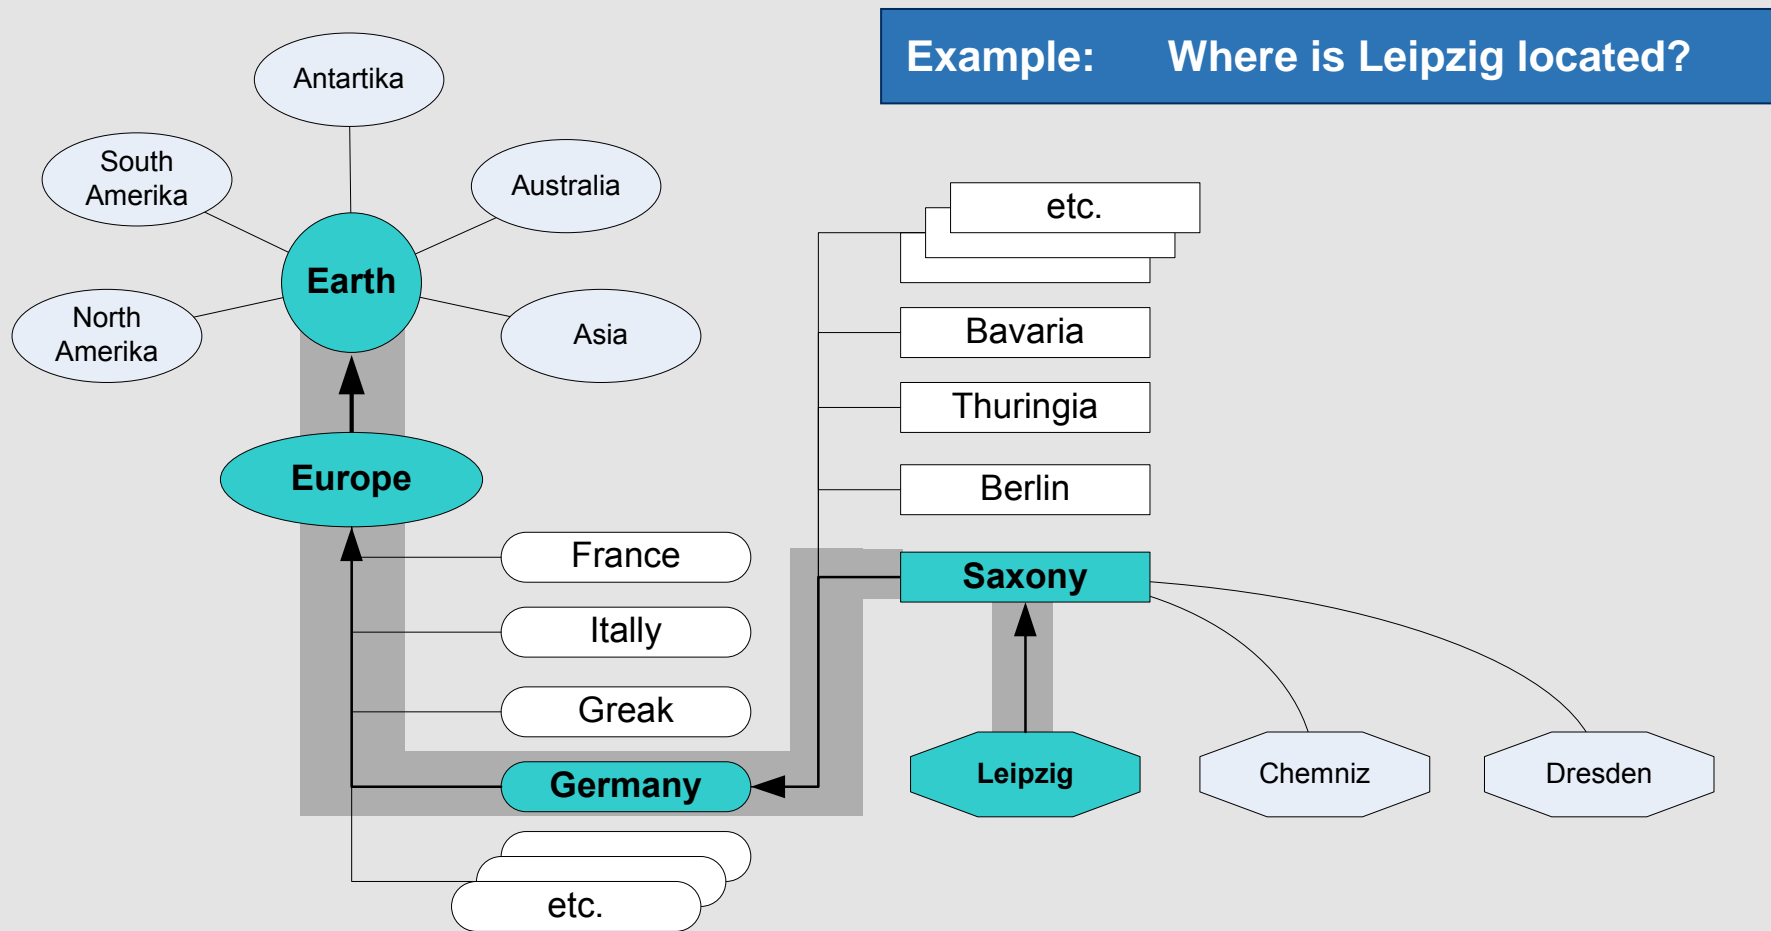 Example: Where is Leipzig located?
Antartika
South
Amerika
Australia
Earth
North
Amerika
Asia
Europe
France
Itally
Greak
Germany
etc.
etc.
Bavaria
Thuringia
Berlin
Saxony
Leipzig
Chemniz
Dresden